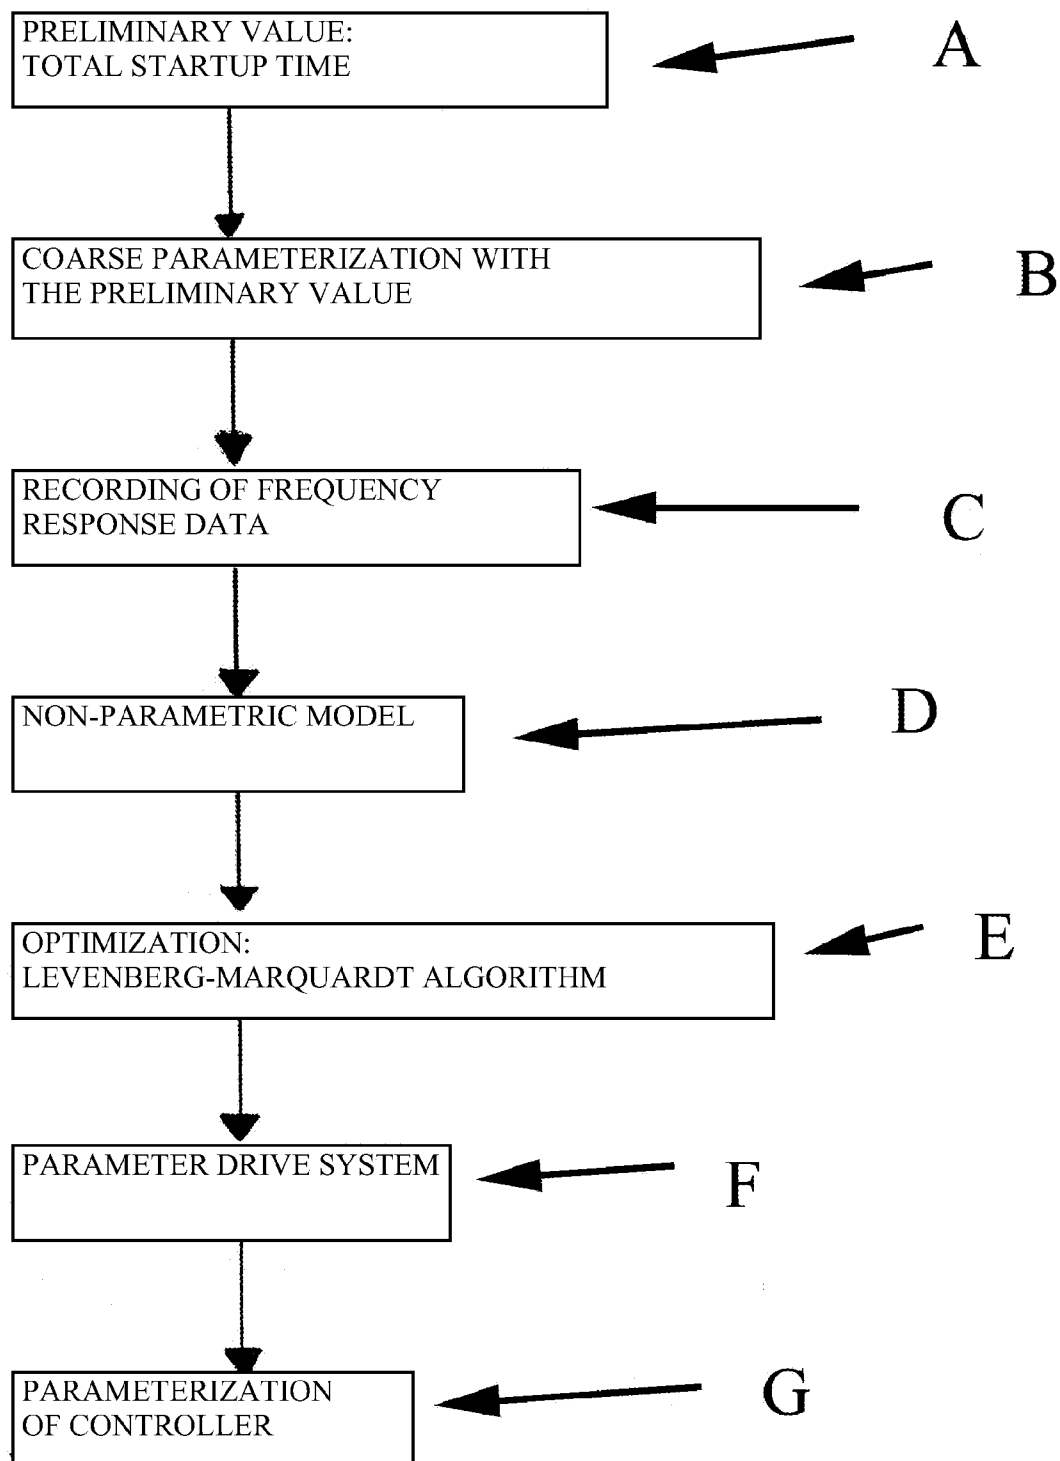 PRELIMINARY VALUE:
TOTAL STARTUP TIME
A
COARSE PARAMETERIZATION WITH
THE PRELIMINARY VALUE
B
RECORDING OF FREQUENCY
RESPONSE DATA
C
NON-PARAMETRIC MODEL
D
OPTIMIZATION:
LEVENBERG-MARQUARDT ALGORITHM
E
PARAMETER DRIVE SYSTEM
F
PARAMETERIZATION
OF CONTROLLER
G